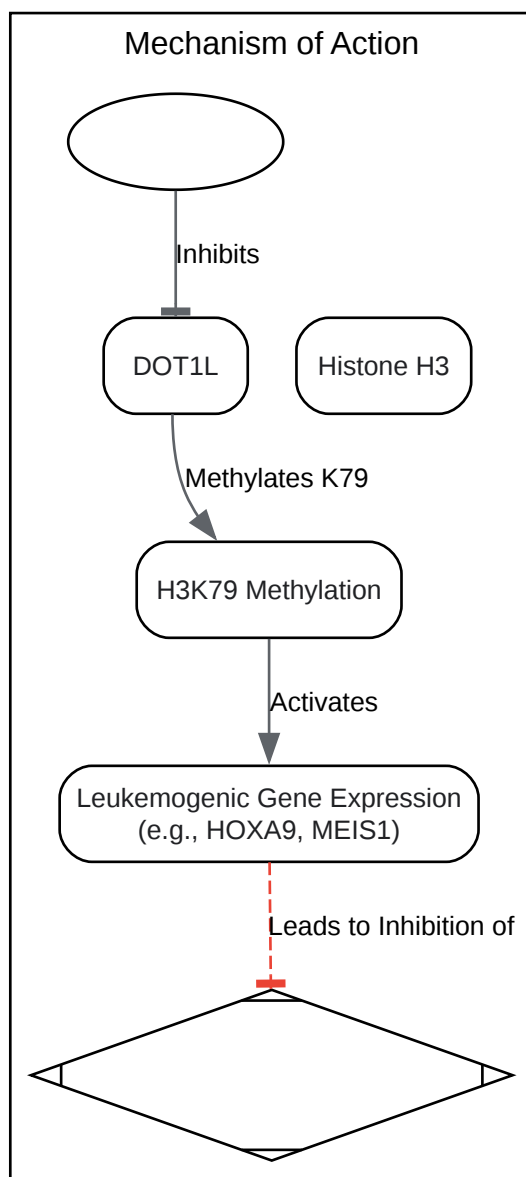 Mechanism of Action
Inhibits
DOT1L
Histone H3
Methylates K79
H3K79 Methylation
Activates
Leukemogenic Gene Expression
(e.g., HOXA9, MEIS1)
Leads to Inhibition of